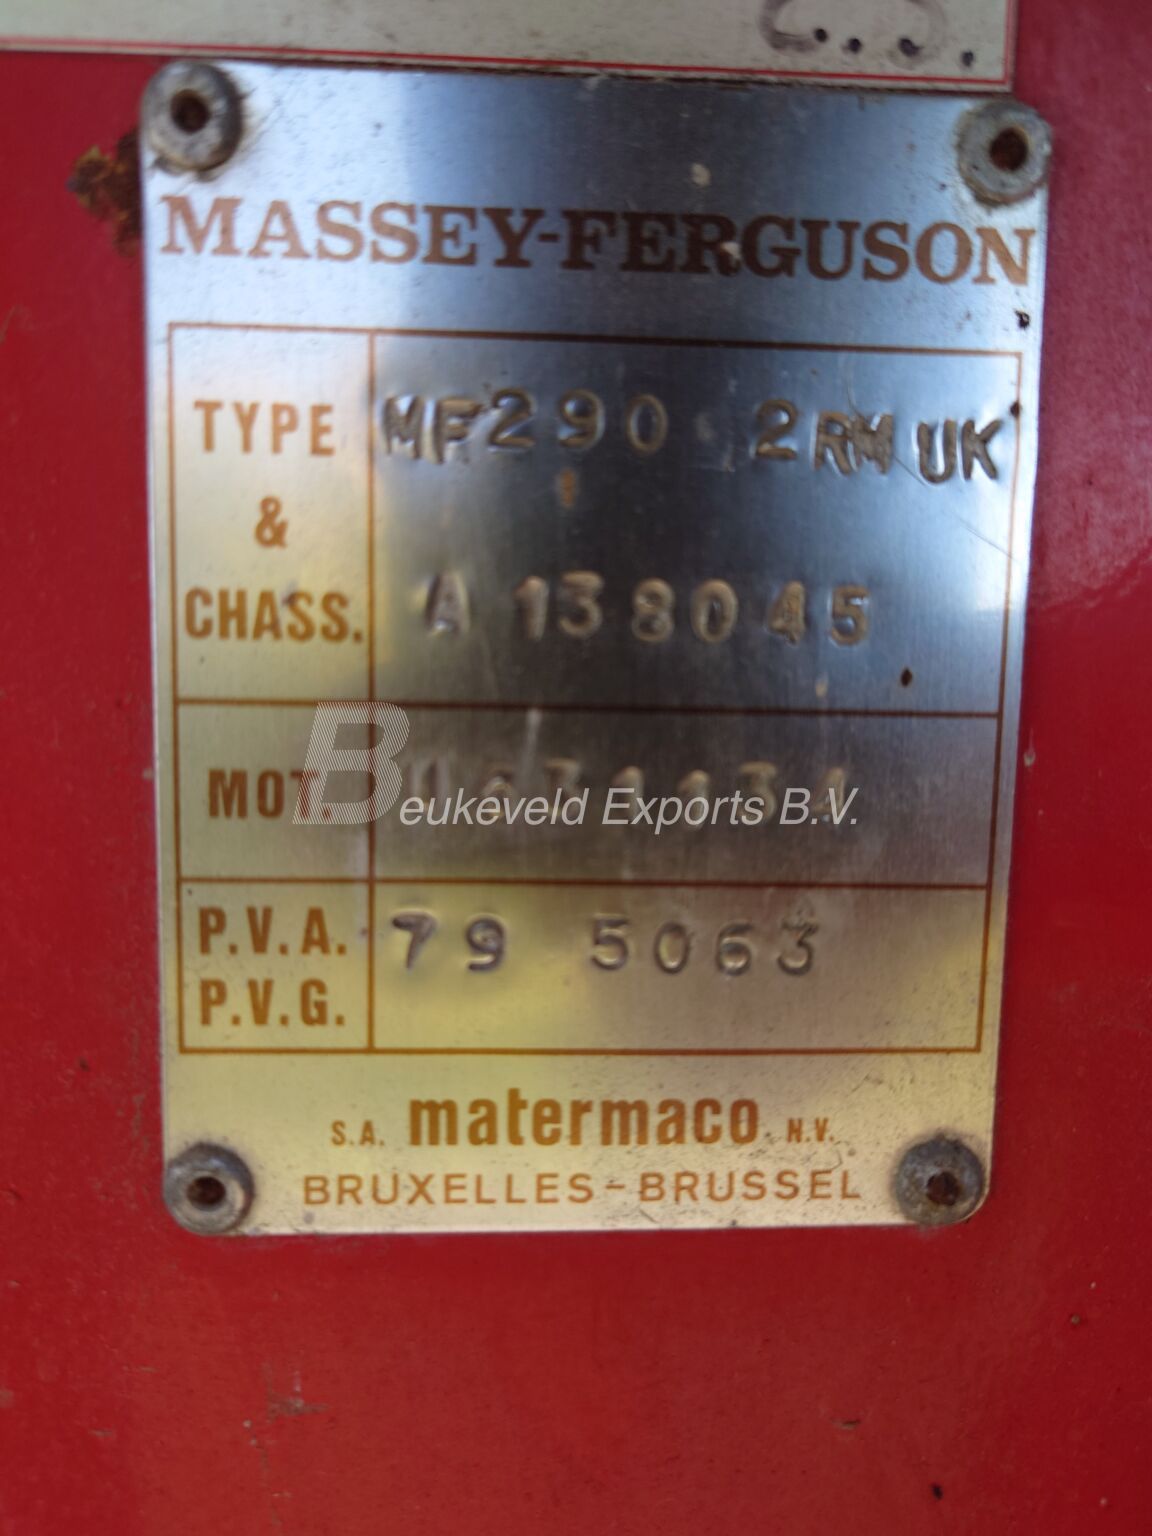 MASSEY-FERGUSON
TYPE & CHASS.
MF290 2RM UK
A 138045
MOT.
Beukeveld Exports B.V.
P.V.A.
P.V.G.
79 5063
S.A. matermaco N.V.
BRUXELLES-BRUSSEL